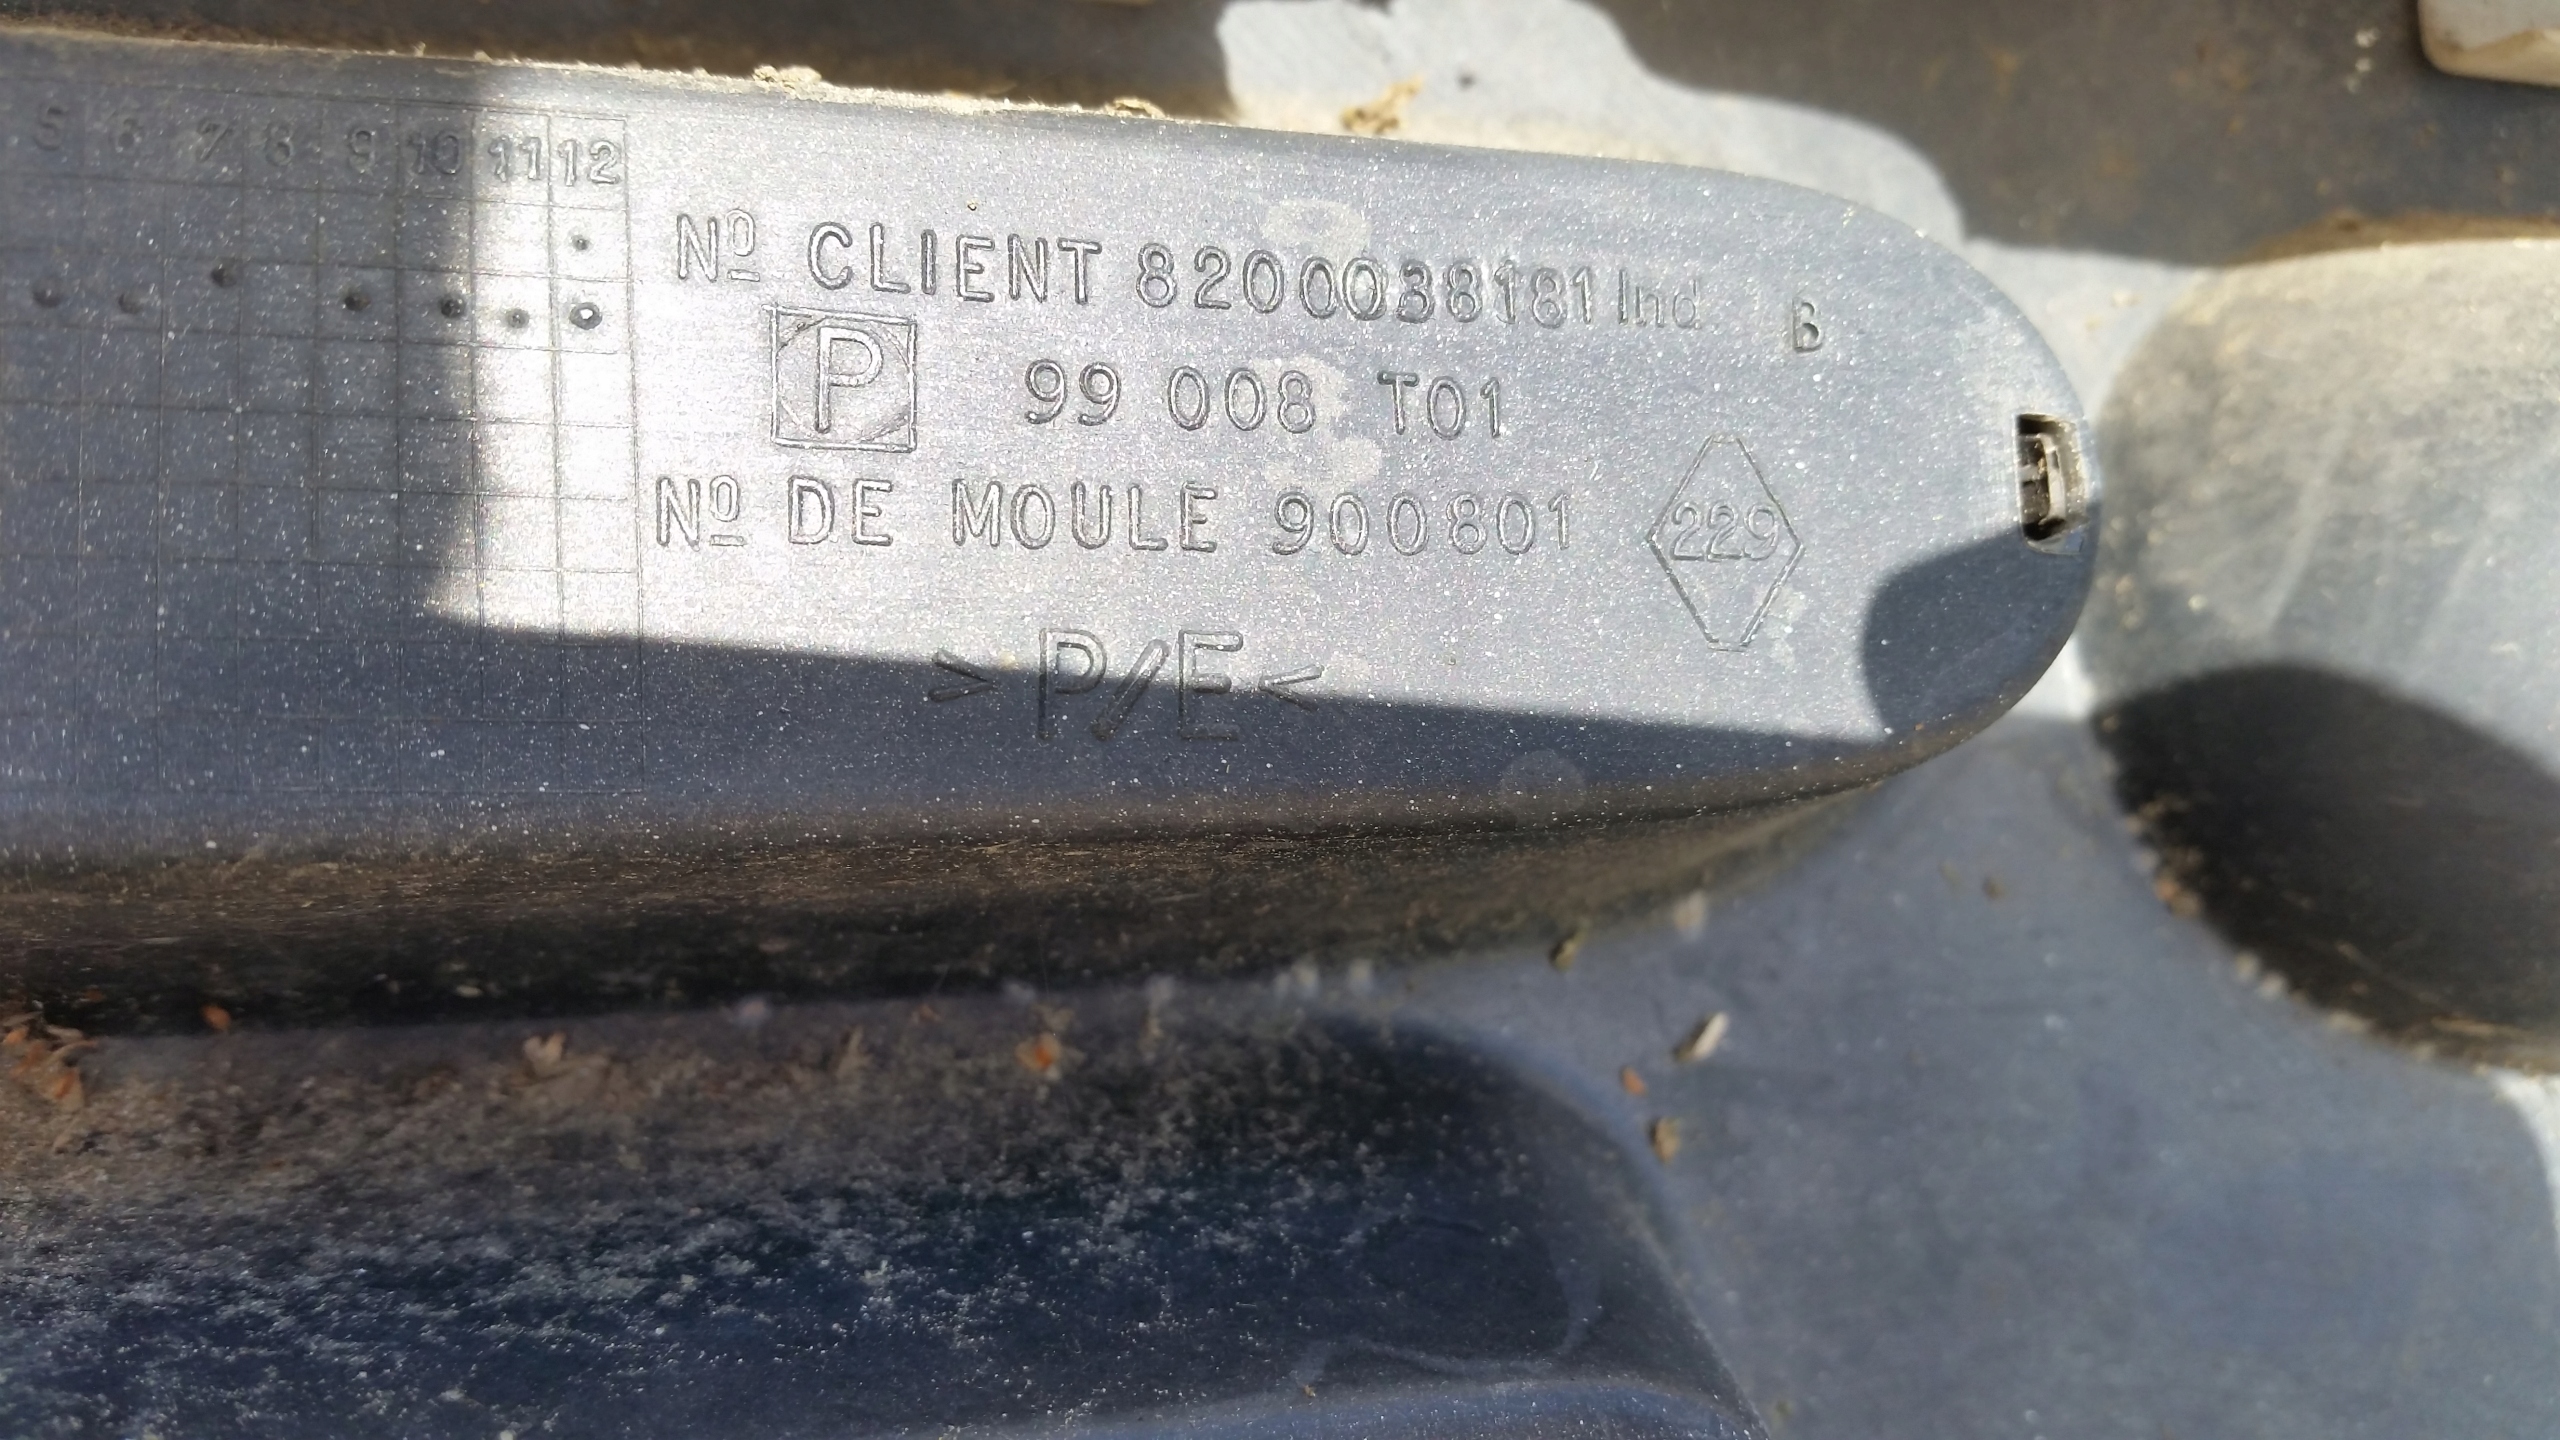 5 6 7 8 9 10 11 12
Nº CLIENT 8200038181 Ind B
P 99 008 T01
Nº DE MOULE 900801
229
>P/E<